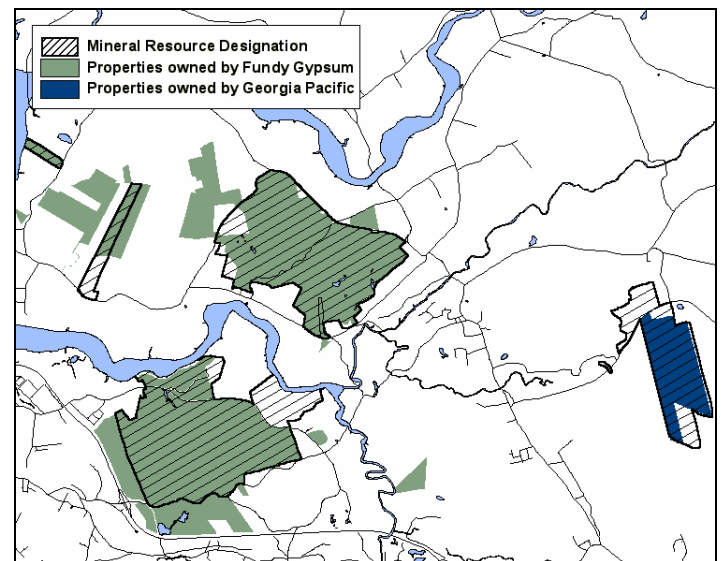 Mineral Resource Designation
Properties owned by Fundy Gypsum
Properties owned by Georgia Pacific